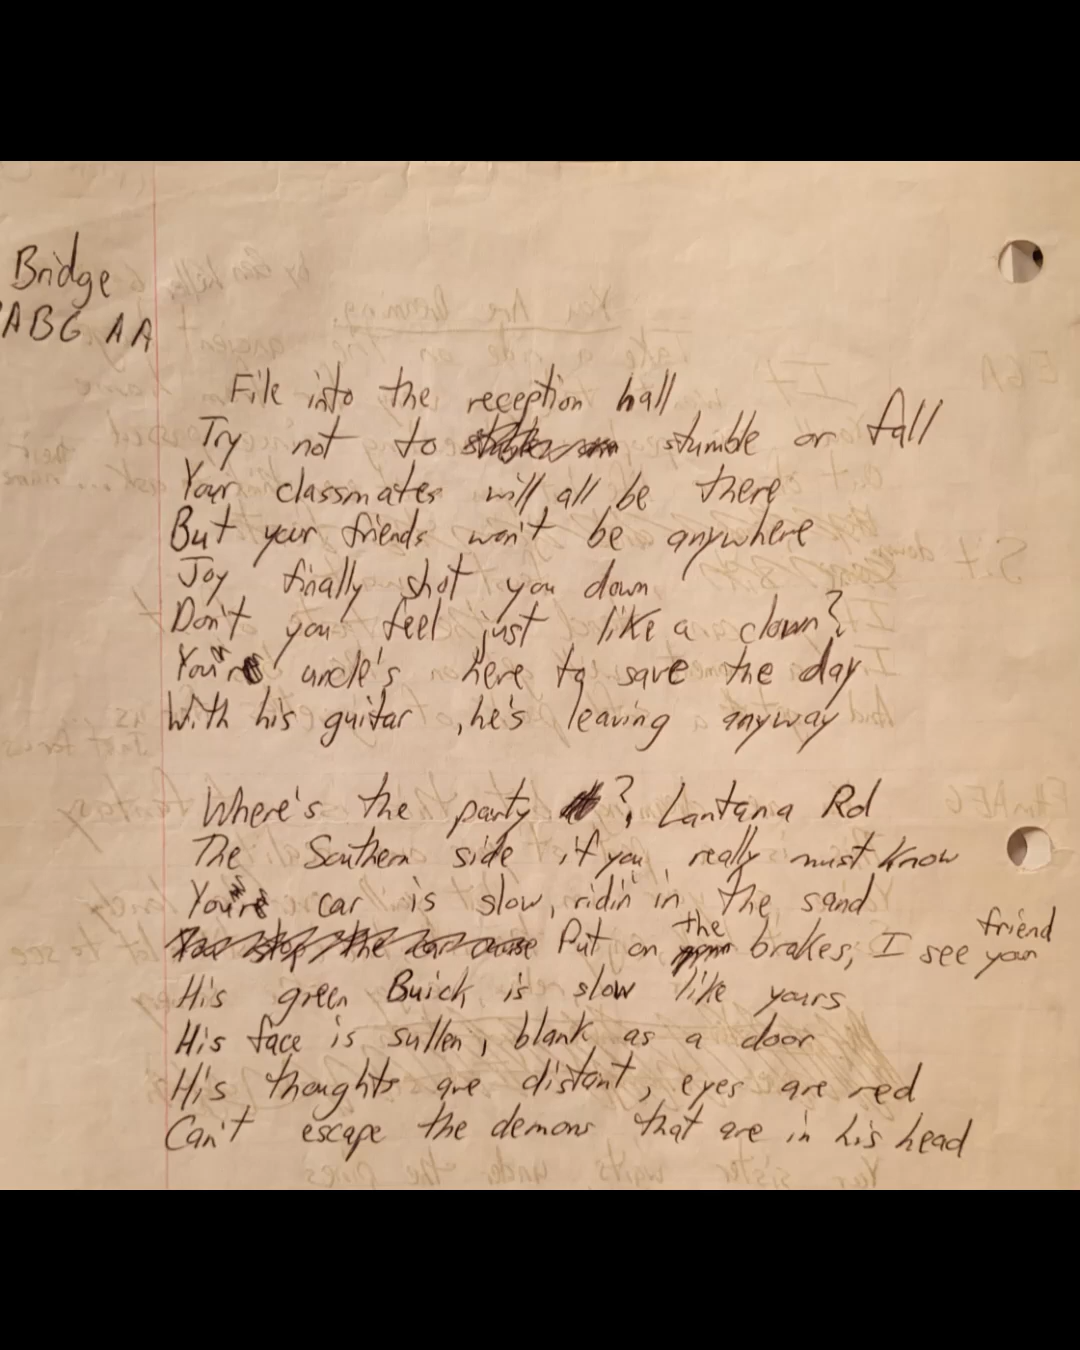 Bridge
ABG AA
File into the reception hall
Try not to stumble or fall
Your classmates will all be there
But your friends won't be anywhere
Joy finally shot you down
Don't you feel just like a clown?
Your uncle's here to save the day
With his guitar, he's leaving anyway
Where's the party? Lantana Rd
The Southern side if you really must know
Your car is slow, ridin' in the sand
Put on the brakes, I see your friend
His green Buick is slow like yours
His face is sullen, blank as a door
His thoughts are distant, eyes are red
Can't escape the demons that are in his head